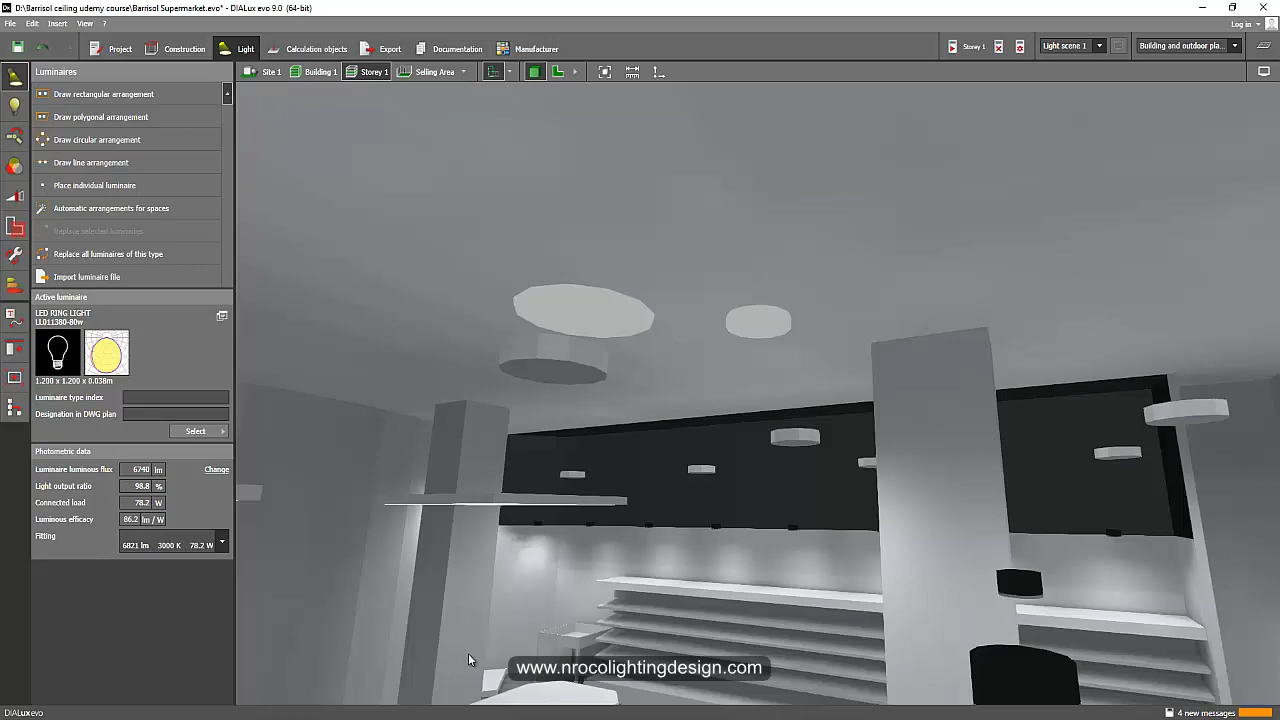 D:\Barrisol ceiling udemy course\Barrisol Supermarket.evo* - DIALux evo 9.0 (64-bit)
File Edit Insert View ?
Log in
Project Construction Light Calculation objects Export Documentation Manufacturer
Storey 1
Light scene 1
Building and outdoor pla...
Luminaires
Site 1 Building 1 Storey 1 Selling Area
Draw rectangular arrangement
Draw polygonal arrangement
Draw circular arrangement
Draw line arrangement
Place individual luminaire
Automatic arrangements for spaces
Replace selected luminaires
Replace all luminaires of this type
Import luminaire file
Active luminaire
LED RING LIGHT
LL011380-80w
1.200 x 1.200 x 0.038m
Luminaire type index
Designation in DWG plan
Select
Photometric data
Luminaire luminous flux 6740 lm Change
Light output ratio 98.8 %
Connected load 78.2 W
Luminous efficacy 86.2 lm / W
Fitting
6821 lm 3000 K 78.2 W
www.nrocolightingdesign.com
DIALux evo
4 new messages